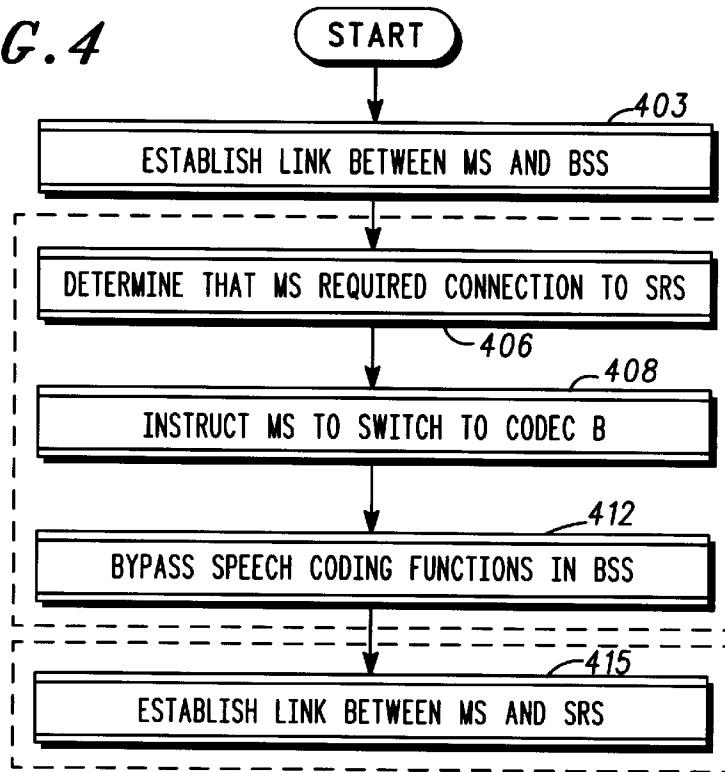 G.4
START
403
ESTABLISH LINK BETWEEN MS AND BSS
DETERMINE THAT MS REQUIRED CONNECTION TO SRS
406
408
INSTRUCT MS TO SWITCH TO CODEC B
412
BYPASS SPEECH CODING FUNCTIONS IN BSS
415
ESTABLISH LINK BETWEEN MS AND SRS